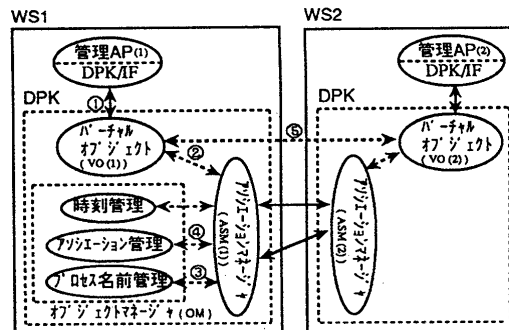 WS1
管理AP(1)
DPK/IF
①
DPK
バーチャル
オブジェクト
(VO(1))
②
時刻管理
アソシエーション管理
④
プロセス名前管理
③
オブジェクトマネージャ(OM)
アソシエーションマネージャ
(ASM(1))
⑤
WS2
管理AP(2)
DPK/IF
DPK
バーチャル
オブジェクト
(VO(2))
アソシエーションマネージャ
(ASM(2))